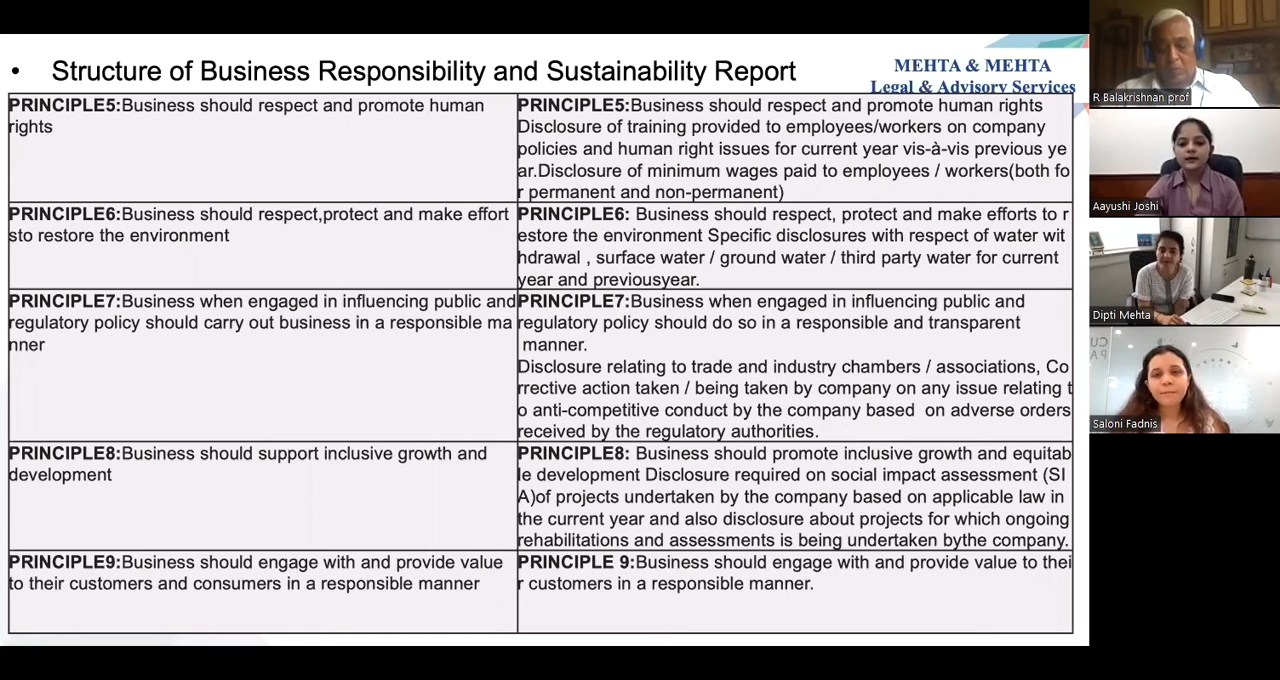 • Structure of Business Responsibility and Sustainability Report
MEHTA & MEHTA
Legal & Advisory Services
PRINCIPLE5:Business should respect and promote human
rights
PRINCIPLE5:Business should respect and promote human rights
Disclosure of training provided to employees/workers on company
policies and human right issues for current year vis-à-vis previous ye
ar.Disclosure of minimum wages paid to employees / workers(both fo
r permanent and non-permanent)
PRINCIPLE6:Business should respect,protect and make effort
sto restore the environment
PRINCIPLE6: Business should respect, protect and make efforts to r
estore the environment Specific disclosures with respect of water wit
hdrawal , surface water / ground water / third party water for current
year and previousyear.
PRINCIPLE7:Business when engaged in influencing public and
regulatory policy should carry out business in a responsible ma
nner
PRINCIPLE7:Business when engaged in influencing public and
regulatory policy should do so in a responsible and transparent
manner.
Disclosure relating to trade and industry chambers / associations, Co
rrective action taken / being taken by company on any issue relating t
o anti-competitive conduct by the company based on adverse orders
received by the regulatory authorities.
PRINCIPLE8:Business should support inclusive growth and
development
PRINCIPLE8: Business should promote inclusive growth and equitab
le development Disclosure required on social impact assessment (SI
A)of projects undertaken by the company based on applicable law in
the current year and also disclosure about projects for which ongoing
rehabilitations and assessments is being undertaken bythe company.
PRINCIPLE9:Business should engage with and provide value
to their customers and consumers in a responsible manner
PRINCIPLE 9:Business should engage with and provide value to thei
r customers in a responsible manner.
R Balakrishnan prof
Aayushi Joshi
Dipti Mehta
Saloni Fadnis